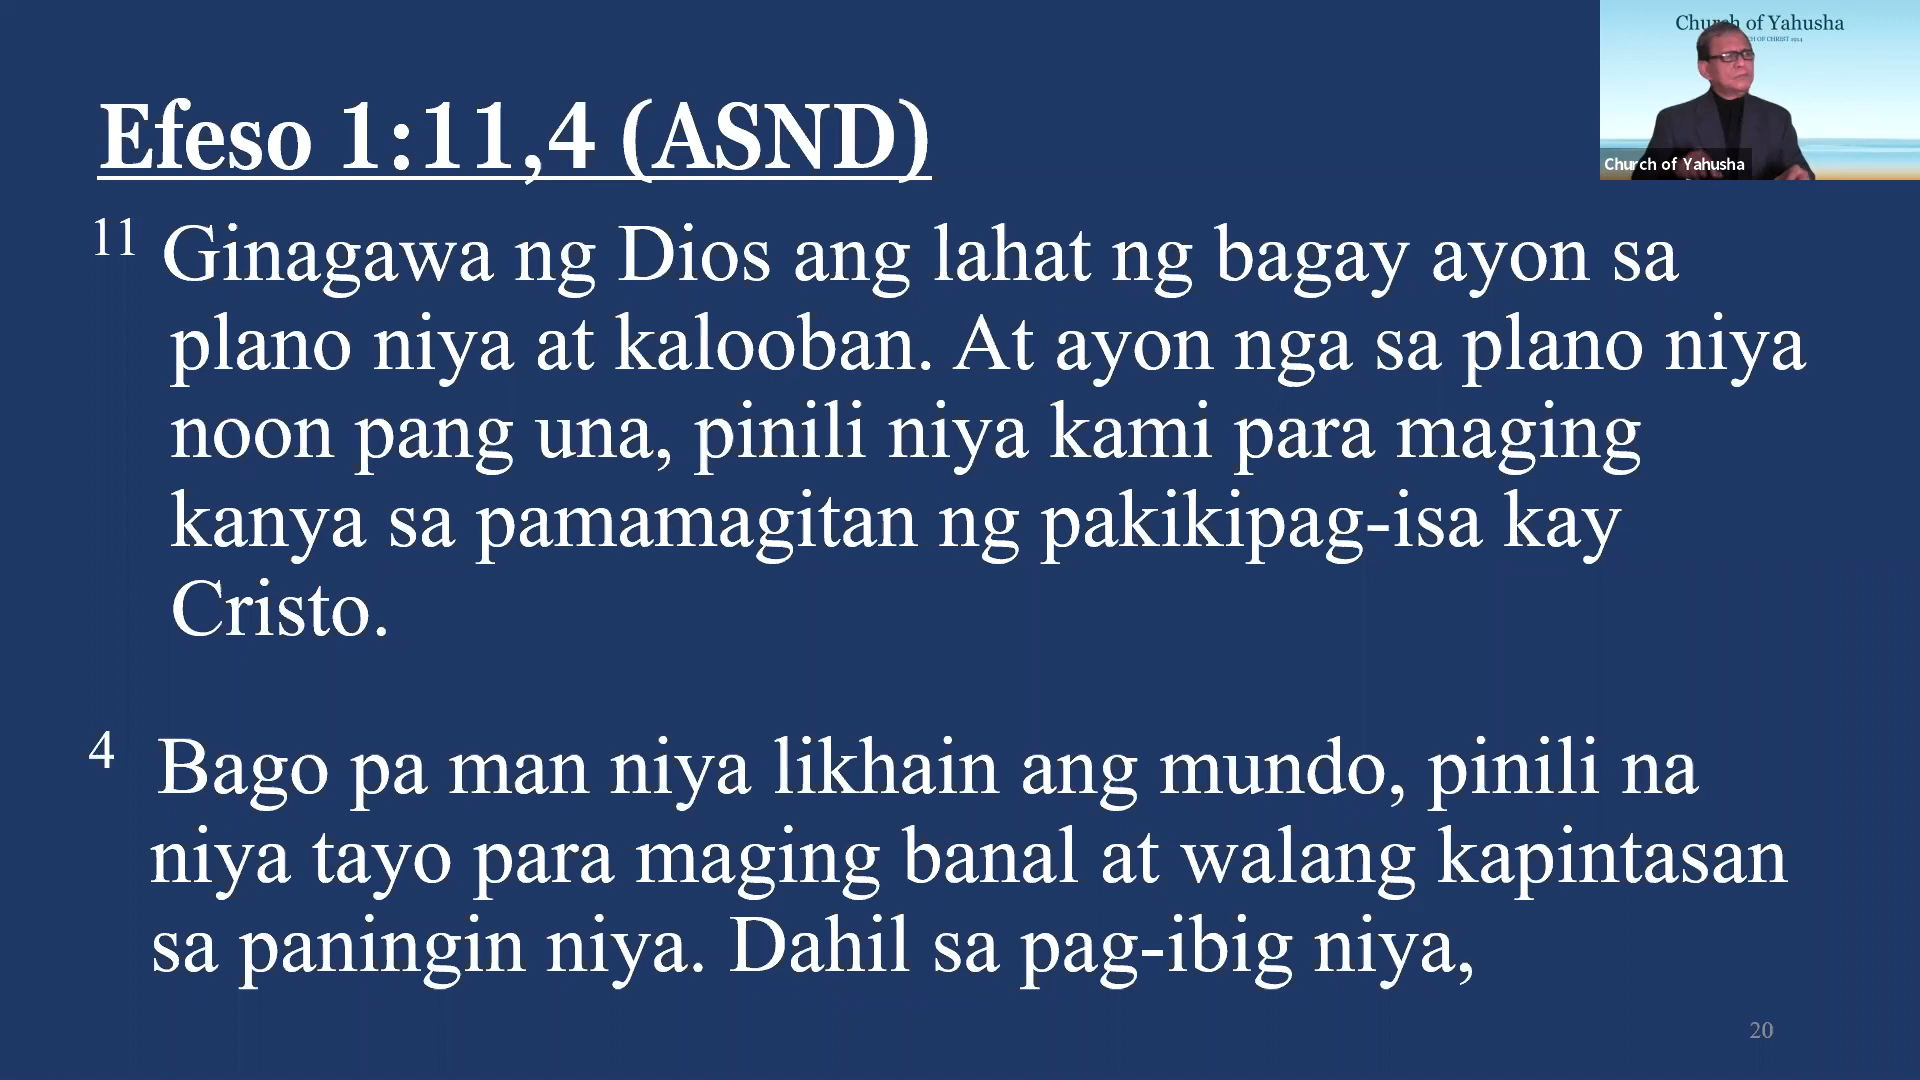 Efeso 1:11,4 (ASND)
11 Ginagawa ng Dios ang lahat ng bagay ayon sa
plano niya at kalooban. At ayon nga sa plano niya
noon pang una, pinili niya kami para maging
kanya sa pamamagitan ng pakikipag-isa kay
Cristo.
4 Bago pa man niya likhain ang mundo, pinili na
niya tayo para maging banal at walang kapintasan
sa paningin niya. Dahil sa pag-ibig niya,
20
Church of Yahusha
OF CHRIST
Church of Yahusha